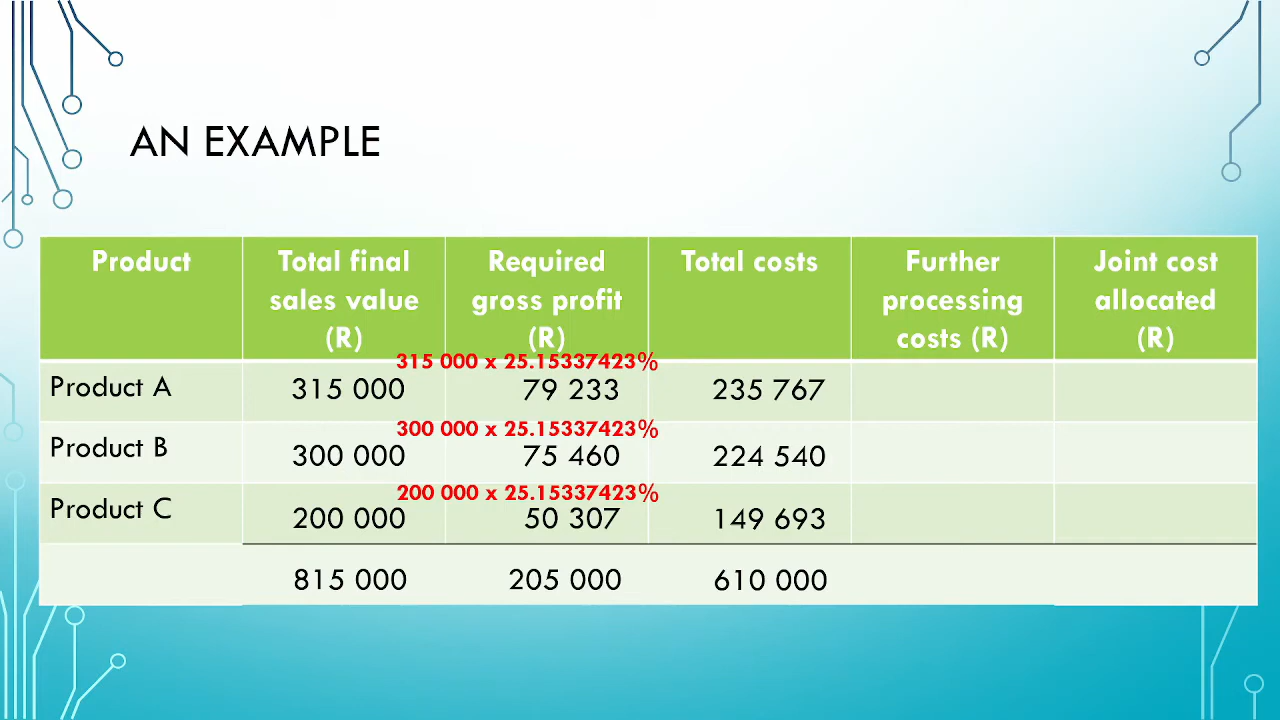 AN EXAMPLE
Product
Total final
sales value
(R)
Required
gross profit
(R)
Total costs
Further
processing
costs (R)
Joint cost
allocated
(R)
315 000 x 25.15337423%
Product A 315 000 79 233 235 767
300 000 x 25.15337423%
Product B 300 000 75 460 224 540
200 000 x 25.15337423%
Product C 200 000 50 307 149 693
815 000 205 000 610 000